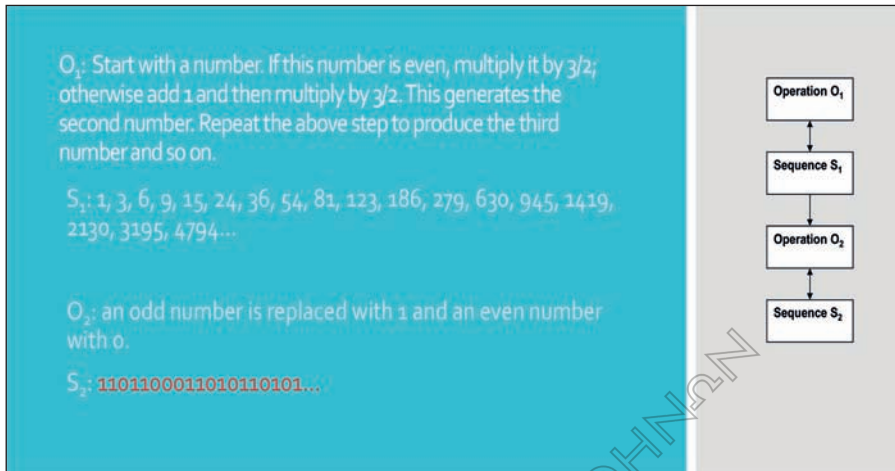 O₁: Start with a number. If this number is even, multiply it by 3/2;
otherwise add 1 and then multiply by 3/2. This generates the
second number. Repeat the above step to produce the third
number and so on.
S₁: 1, 3, 6, 9, 15, 24, 36, 54, 81, 123, 186, 279, 630, 945, 1419,
2130, 3195, 4794...
O₂: an odd number is replaced with 1 and an even number
with 0.
S₂: 1101100011010110101...
Operation O₁
Sequence S₁
Operation O₂
Sequence S₂